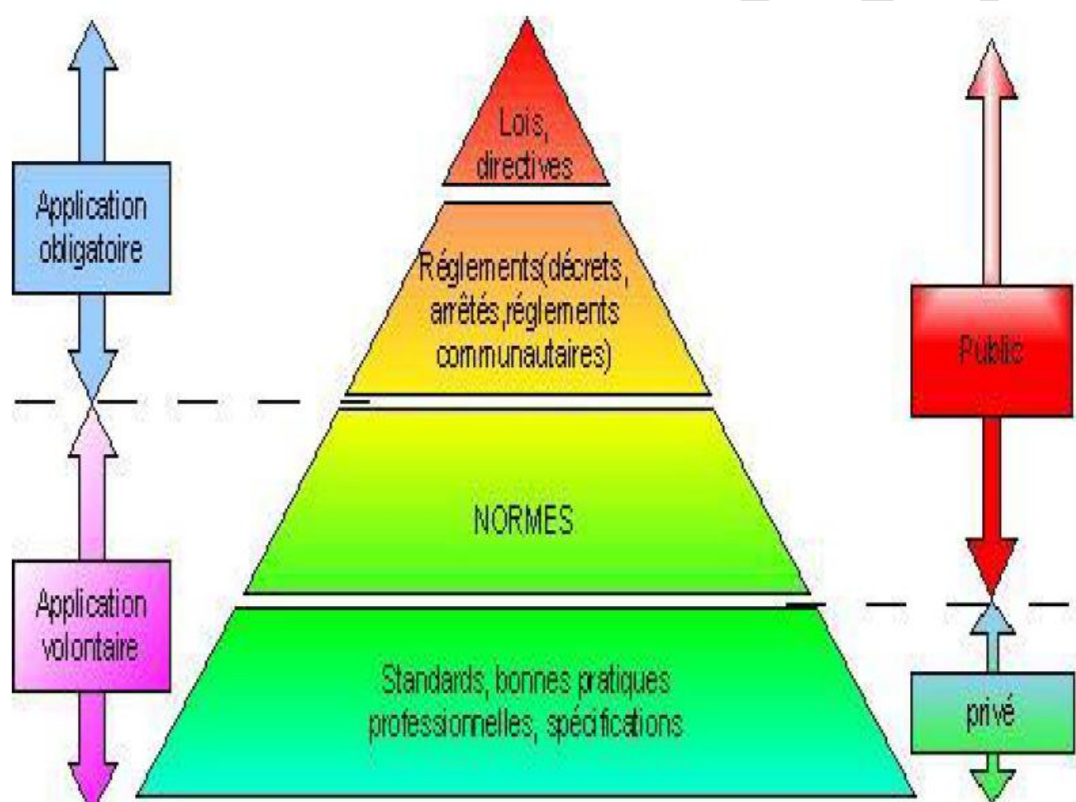 Lois,
directives
Application
obligatoire
Réglements(décrets,
arrêtés,réglements
communautaires)
Public
NORMES
Application
volontaire
Standards, bonnes pratiques
professionnelles, spécifications
privé